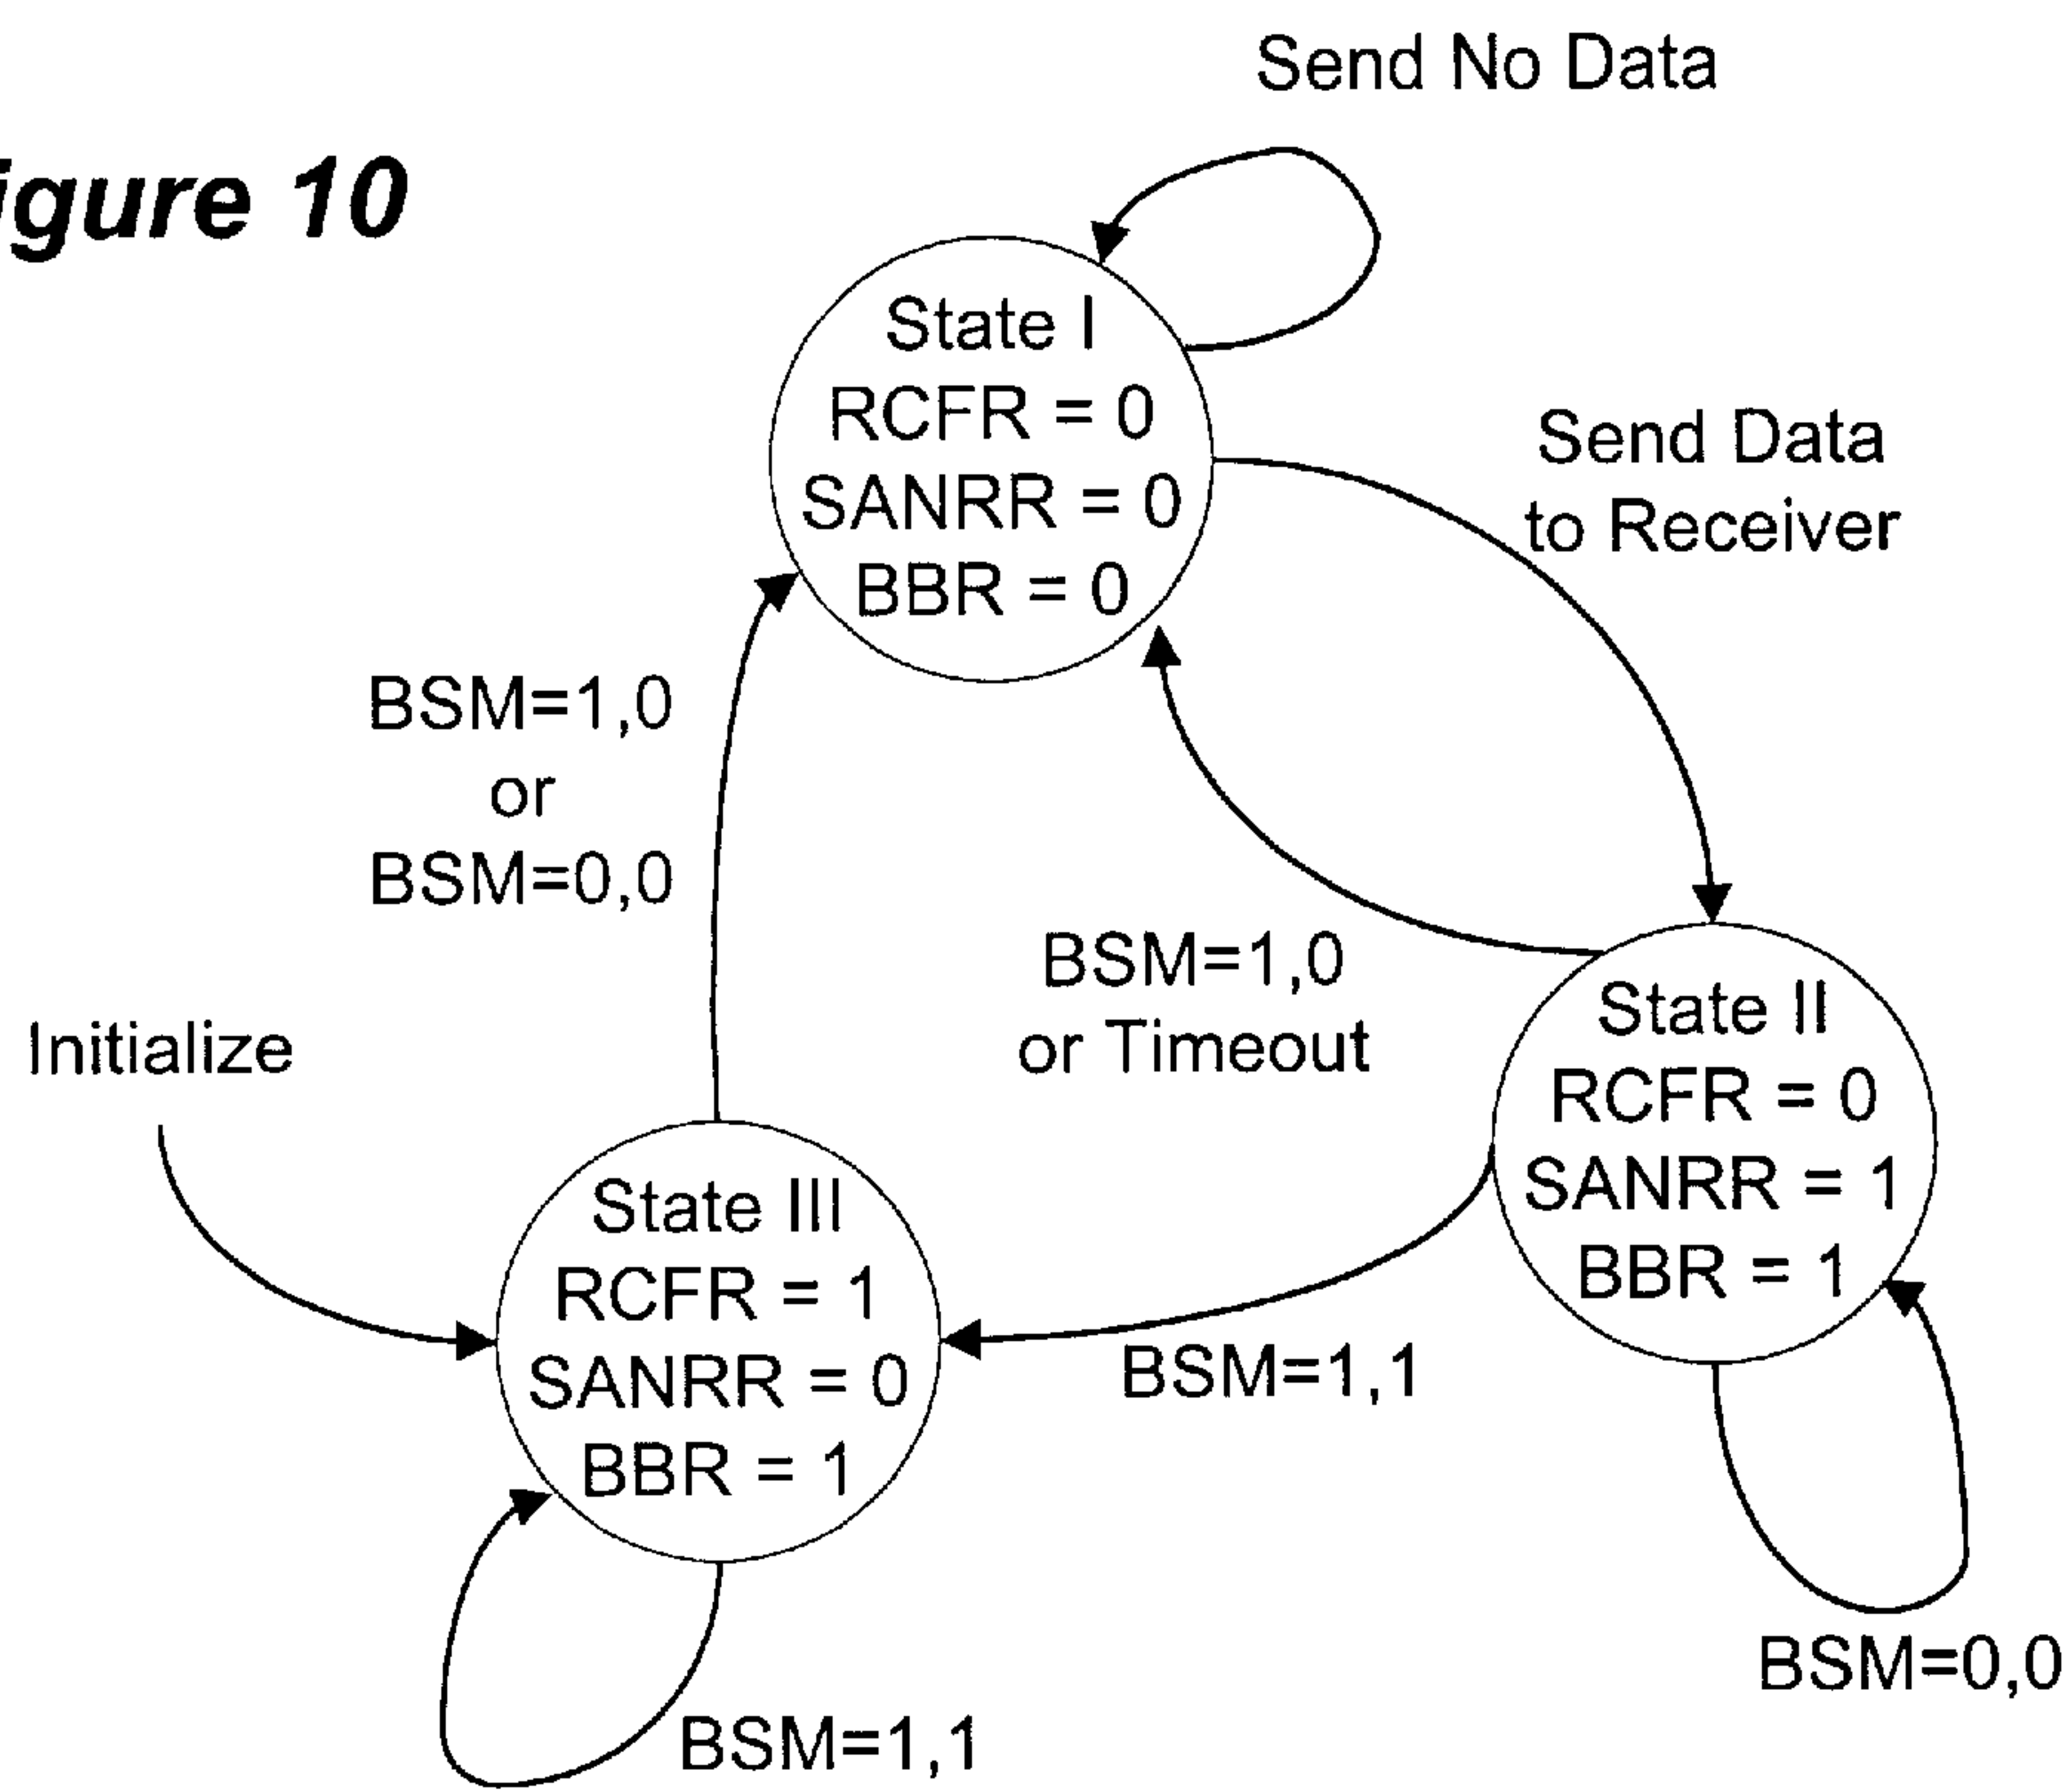 igure 10
Send No Data
State I
RCFR = 0
SANRR = 0
BBR = 0
Send Data
to Receiver
BSM=1,0
or
BSM=0,0
BSM=1,0
or Timeout
Initialize
State II
RCFR = 0
SANRR = 1
BBR = 1
State III
RCFR = 1
SANRR = 0
BBR = 1
BSM=1,1
BSM=0,0
BSM=1,1